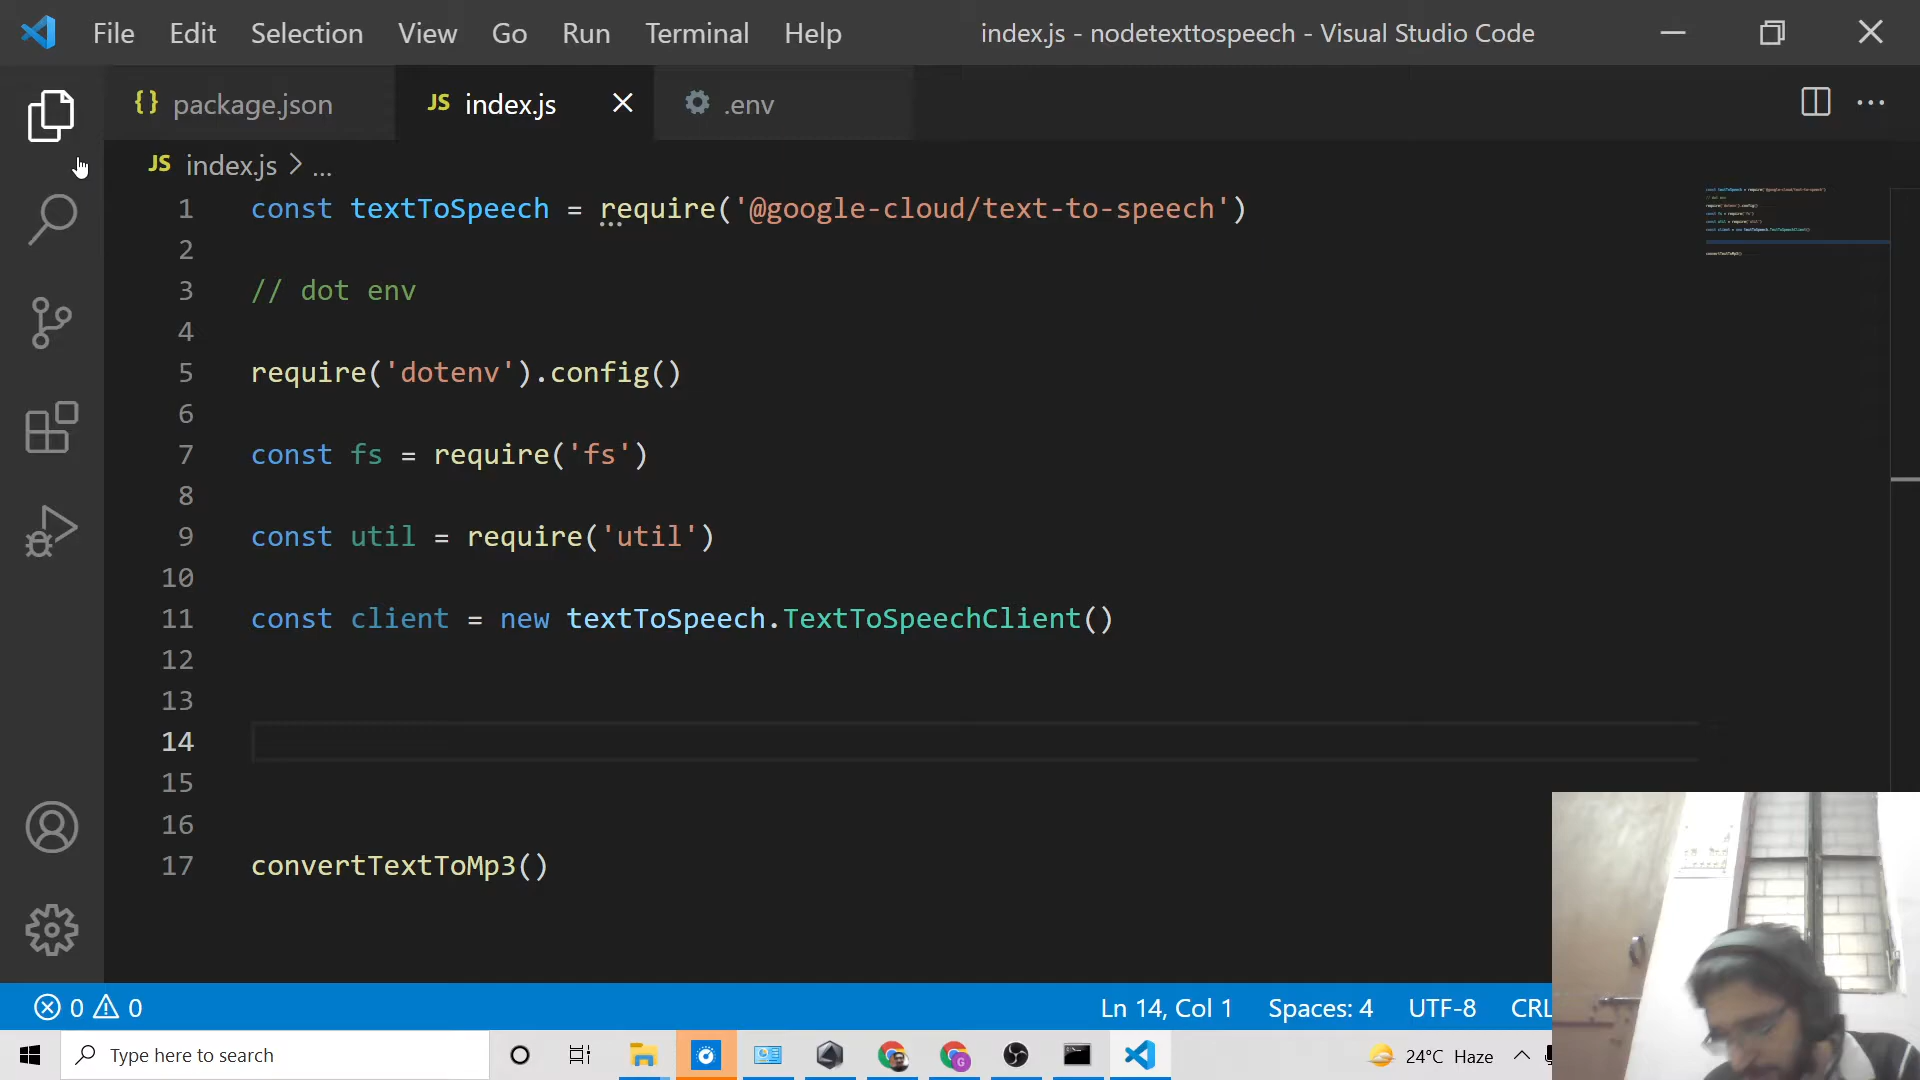 File Edit Selection View Go Run Terminal Help index.js - nodetexttospeech - Visual Studio Code
{} package.json JS index.js .env
JS index.js > ...
1 const textToSpeech = require('@google-cloud/text-to-speech')
2
3 // dot env
4
5 require('dotenv').config()
6
7 const fs = require('fs')
8
9 const util = require('util')
10
11 const client = new textToSpeech.TextToSpeechClient()
12
13
14
15
16
17 convertTextToMp3()
0 0 Ln 14, Col 1 Spaces: 4 UTF-8 CRL
Type here to search 24°C Haze